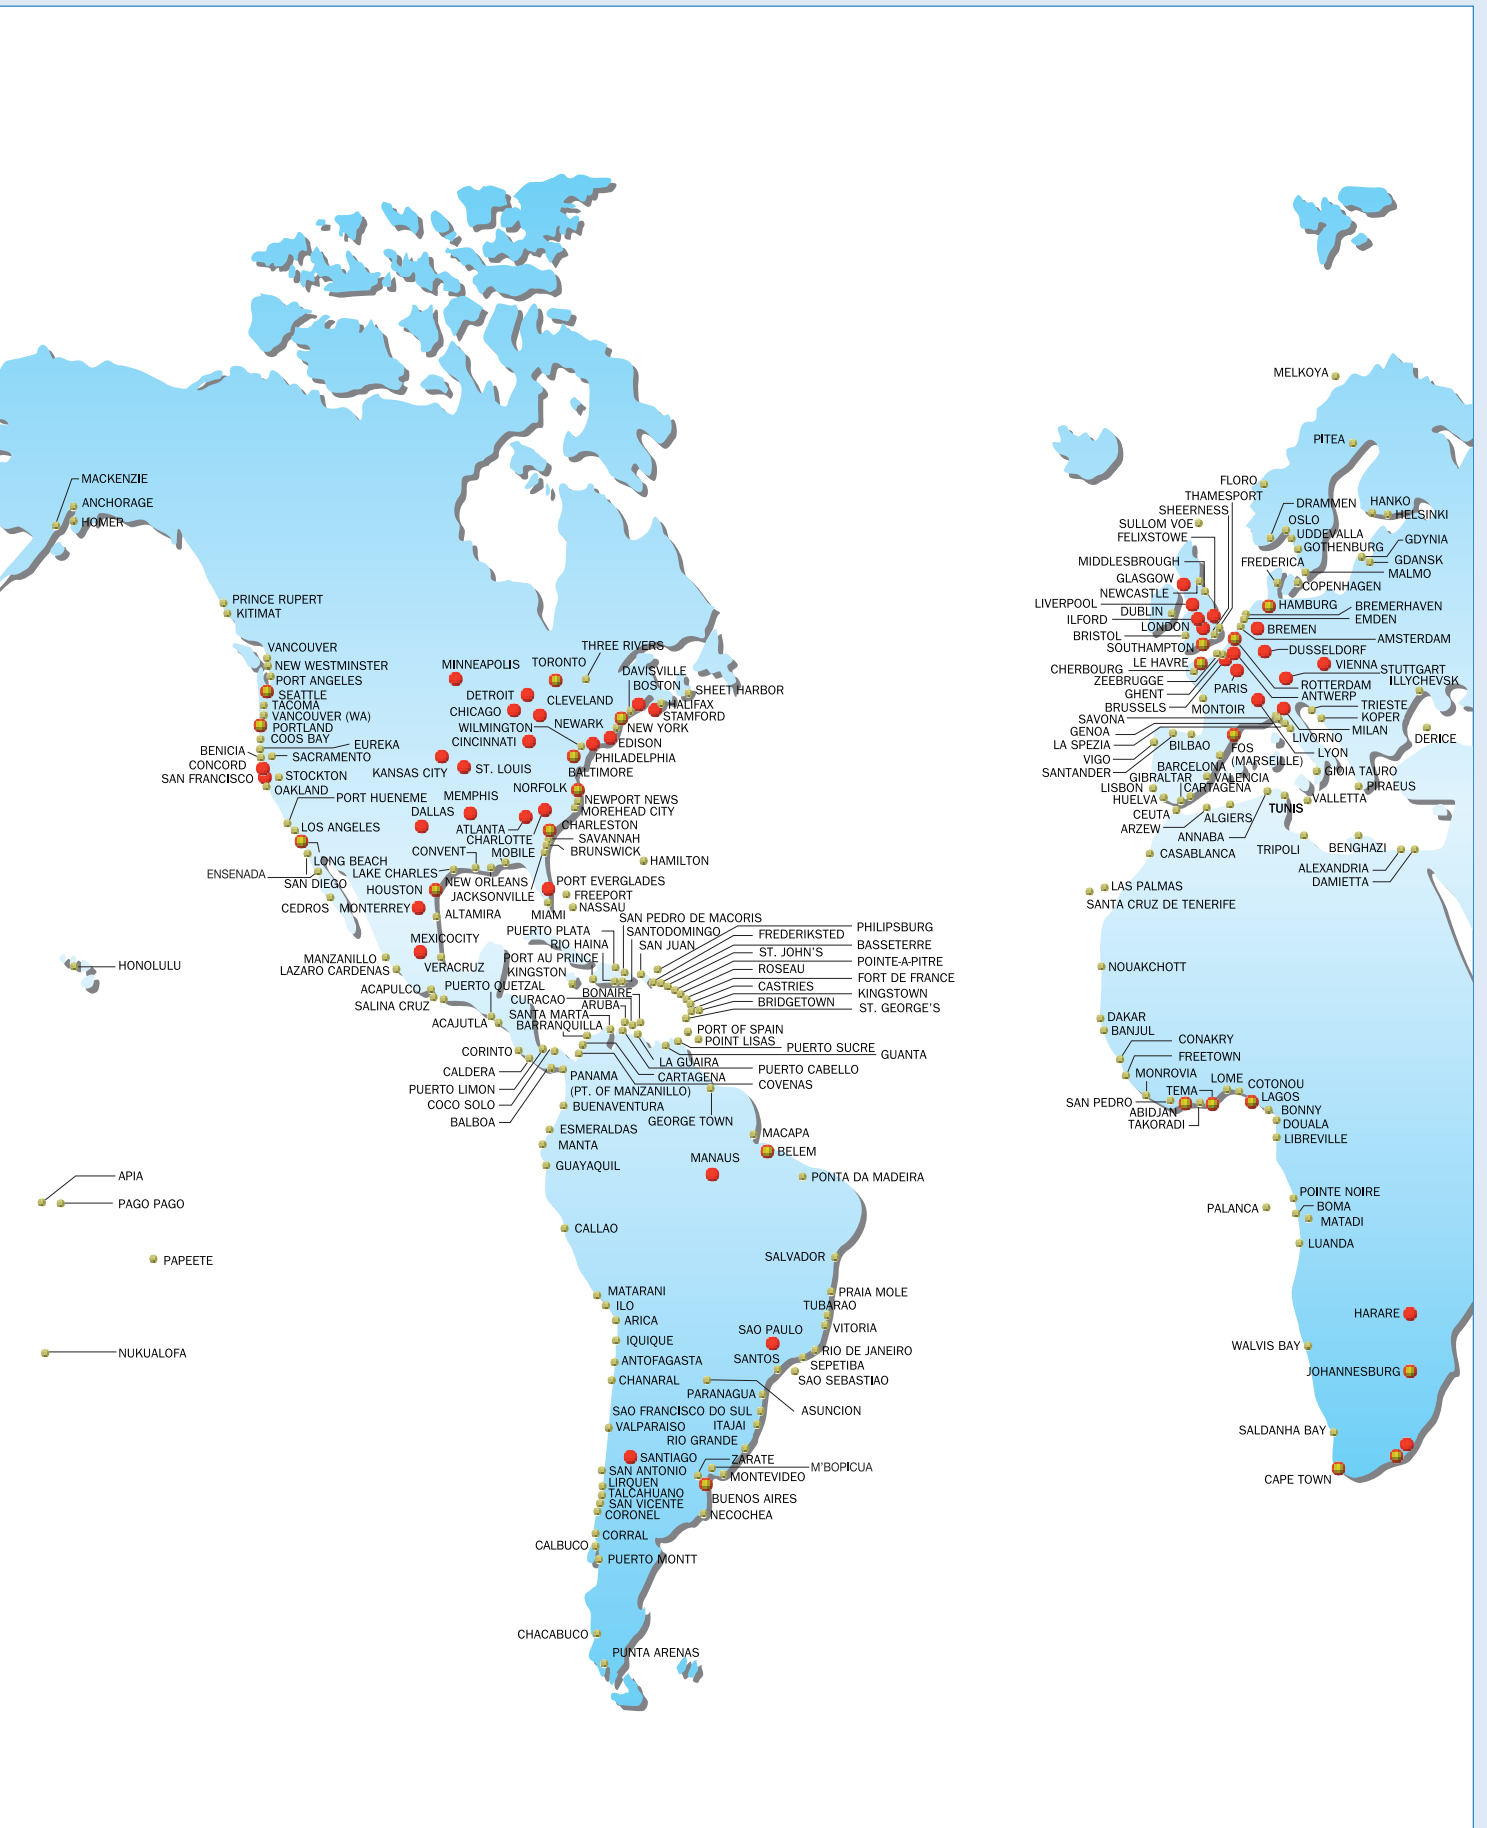 MACKENZIE
ANCHORAGE
HOMER
PRINCE RUPERT
KITIMAT
VANCOUVER
NEW WESTMINSTER
PORT ANGELES
SEATTLE
TACOMA
VANCOUVER (WA)
PORTLAND
COOS BAY
EUREKA
BENICIA
SACRAMENTO
CONCORD
SAN FRANCISCO
STOCKTON
OAKLAND
PORT HUENEME
LOS ANGELES
LONG BEACH
ENSENADA
SAN DIEGO
CEDROS
MINNEAPOLIS
TORONTO
THREE RIVERS
DETROIT
CLEVELAND
CHICAGO
DAVISVILLE
BOSTON
SHEET HARBOR
HALIFAX
STAMFORD
NEW YORK
NEWARK
WILMINGTON
CINCINNATI
EDISON
PHILADELPHIA
KANSAS CITY
ST. LOUIS
BALTIMORE
NORFOLK
MEMPHIS
DALLAS
NEWPORT NEWS
MOREHEAD CITY
ATLANTA
CHARLOTTE
CHARLESTON
SAVANNAH
BRUNSWICK
CONVENT
MOBILE
LAKE CHARLES
HOUSTON
NEW ORLEANS
JACKSONVILLE
HAMILTON
PORT EVERGLADES
FREEPORT
MIAMI
NASSAU
MONTERREY
ALTAMIRA
MEXICOCITY
MANZANILLO
LAZARO CARDENAS
VERACRUZ
ACAPULCO
SALINA CRUZ
PUERTO QUETZAL
ACAJUTLA
HONOLULU
PUERTO PLATA
SAN PEDRO DE MACORIS
SANTODOMINGO
RIO HAINA
SAN JUAN
PORT AU PRINCE
KINGSTON
PHILIPSBURG
FREDERIKSTED
BASSETERRE
ST. JOHN'S
POINTE-A-PITRE
ROSEAU
FORT DE FRANCE
CASTRIES
KINGSTOWN
BRIDGETOWN
ST. GEORGE'S
BONAIRE
CURACAO
ARUBA
SANTA MARTA
BARRANQUILLA
PORT OF SPAIN
POINT LISAS
PUERTO SUCRE
GUANTA
LA GUAIRA
PUERTO CABELLO
CARTAGENA
COVENAS
CORINTO
CALDERA
PUERTO LIMON
COCO SOLO
BALBOA
PANAMA
(PT. OF MANZANILLO)
BUENAVENTURA
GEORGE TOWN
ESMERALDAS
MANTA
GUAYAQUIL
MACAPA
BELEM
MANAUS
PONTA DA MADEIRA
APIA
PAGO PAGO
PAPEETE
NUKUALOFA
CALLAO
SALVADOR
MATARANI
ILO
ARICA
IQUIQUE
ANTOFAGASTA
CHANARAL
PRAIA MOLE
TUBARAO
VITORIA
SAO PAULO
RIO DE JANEIRO
SANTOS
SEPETIBA
SAO SEBASTIAO
PARANAGUA
SAO FRANCISCO DO SUL
ASUNCION
ITAJAI
VALPARAISO
RIO GRANDE
SANTIAGO
ZARATE
M'BOPICUA
SAN ANTONIO
MONTEVIDEO
LIRQUEN
TALCAHUANO
SAN VICENTE
CORONEL
BUENOS AIRES
NECOCHEA
CORRAL
CALBUCO
PUERTO MONTT
CHACABUCO
PUNTA ARENAS
MELKOYA
PITEA
FLORO
THAMESPORT
SHEERNESS
SULLOM VOE
FELIXSTOWE
DRAMMEN
HANKO
HELSINKI
OSLO
UDDEVALLA
GOTHENBURG
GDYNIA
GDANSK
MALMO
FREDERICA
COPENHAGEN
MIDDLESBROUGH
GLASGOW
NEWCASTLE
LIVERPOOL
DUBLIN
ILFORD
LONDON
BRISTOL
SOUTHAMPTON
HAMBURG
BREMERHAVEN
EMDEN
BREMEN
AMSTERDAM
DUSSELDORF
LE HAVRE
CHERBOURG
ZEEBRUGGE
GHENT
BRUSSELS
PARIS
VIENNA
STUTTGART
ILLYCHEVSK
ROTTERDAM
ANTWERP
MONTOIR
TRIESTE
KOPER
SAVONA
GENOA
LA SPEZIA
VIGO
SANTANDER
BILBAO
LIVORNO
MILAN
LYON
DERICE
FOS
(MARSEILLE)
BARCELONA
GIBRALTAR
VALENCIA
LISBON
CARTAGENA
HUELVA
CEUTA
ARZEW
ALGIERS
ANNABA
GIOIA TAURO
PIRAEUS
VALLETTA
TUNIS
TRIPOLI
BENGHAZI
CASABLANCA
ALEXANDRIA
DAMIETTA
LAS PALMAS
SANTA CRUZ DE TENERIFE
NOUAKCHOTT
DAKAR
BANJUL
CONAKRY
FREETOWN
MONROVIA
SAN PEDRO
ABIDJAN
TAKORADI
TEMA
LOME
COTONOU
LAGOS
BONNY
DOUALA
LIBREVILLE
POINTE NOIRE
PALANCA
BOMA
MATADI
LUANDA
HARARE
WALVIS BAY
JOHANNESBURG
SALDANHA BAY
CAPE TOWN